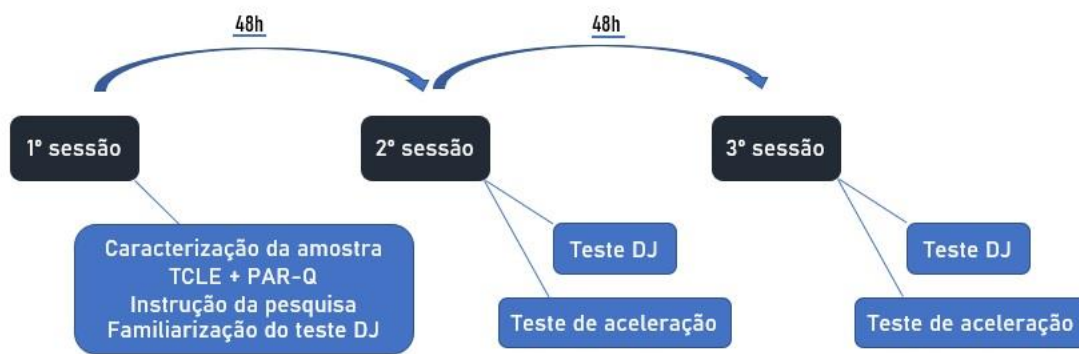 48h
48h
1º sessão
2º sessão
3º sessão
Caracterização da amostra
TCLE + PAR-Q
Instrução da pesquisa
Familiarização do teste DJ
Teste DJ
Teste de aceleração
Teste DJ
Teste de aceleração